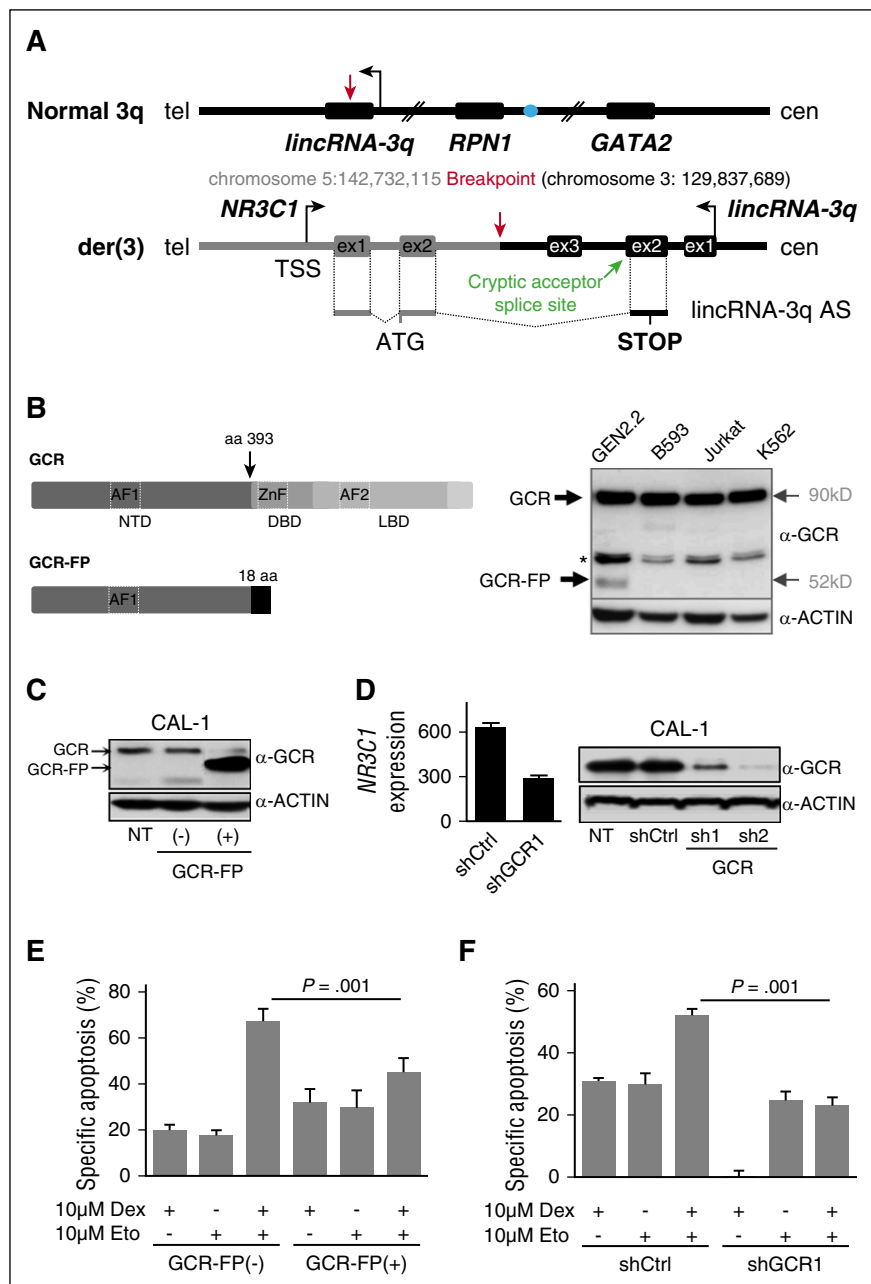 A
Normal 3q tel cen
lincRNA-3q RPN1 GATA2
chromosome 5:142,732,115 Breakpoint (chromosome 3: 129,837,689)
NR3C1 lincRNA-3q
der(3) tel ex1 ex2 ex3 ex2 ex1 cen
TSS
Cryptic acceptor
splice site
lincRNA-3q AS
ATG STOP
B
aa 393
GCR
AF1 ZnF AF2
NTD DBD LBD
GCR-FP
18 aa
AF1
GEN2.2 B593 Jurkat K562
GCR 90kD
α-GCR
*
GCR-FP 52kD
α-ACTIN
C
CAL-1
GCR
GCR-FP
α-GCR
α-ACTIN
NT (-) (+)
GCR-FP
D
NR3C1
expression
600
300
0
shCtrl
shGCR1
CAL-1
α-GCR
α-ACTIN
NT shCtrl sh1 sh2
GCR
E
Specific apoptosis (%)
80
60
40
20
0
P = .001
10µM Dex + - + + - +
10µM Eto - + + - + +
GCR-FP(-) GCR-FP(+)
F
Specific apoptosis (%)
60
40
20
0
P = .001
10µM Dex + - + + - +
10µM Eto - + + - + +
shCtrl shGCR1